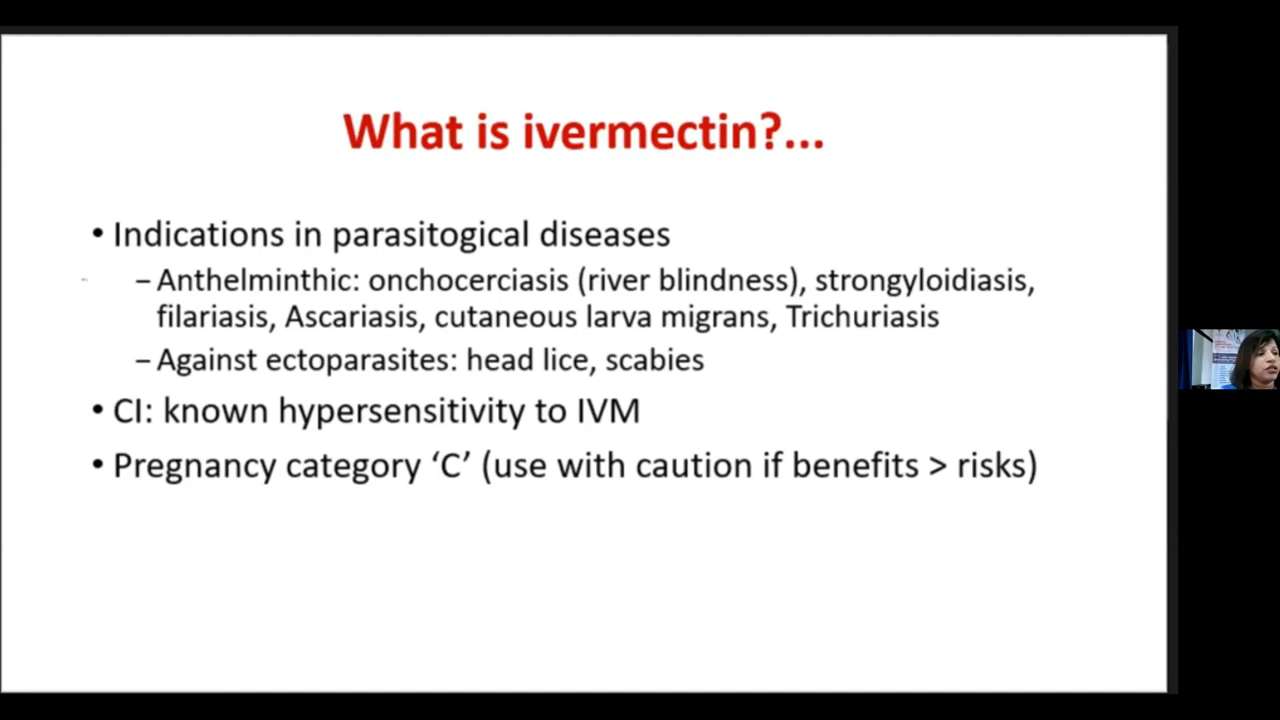 What is ivermectin?...
• Indications in parasitogical diseases
– Anthelminthic: onchocerciasis (river blindness), strongyloidiasis,
filariasis, Ascariasis, cutaneous larva migrans, Trichuriasis
– Against ectoparasites: head lice, scabies
• CI: known hypersensitivity to IVM
• Pregnancy category ‘C’ (use with caution if benefits > risks)